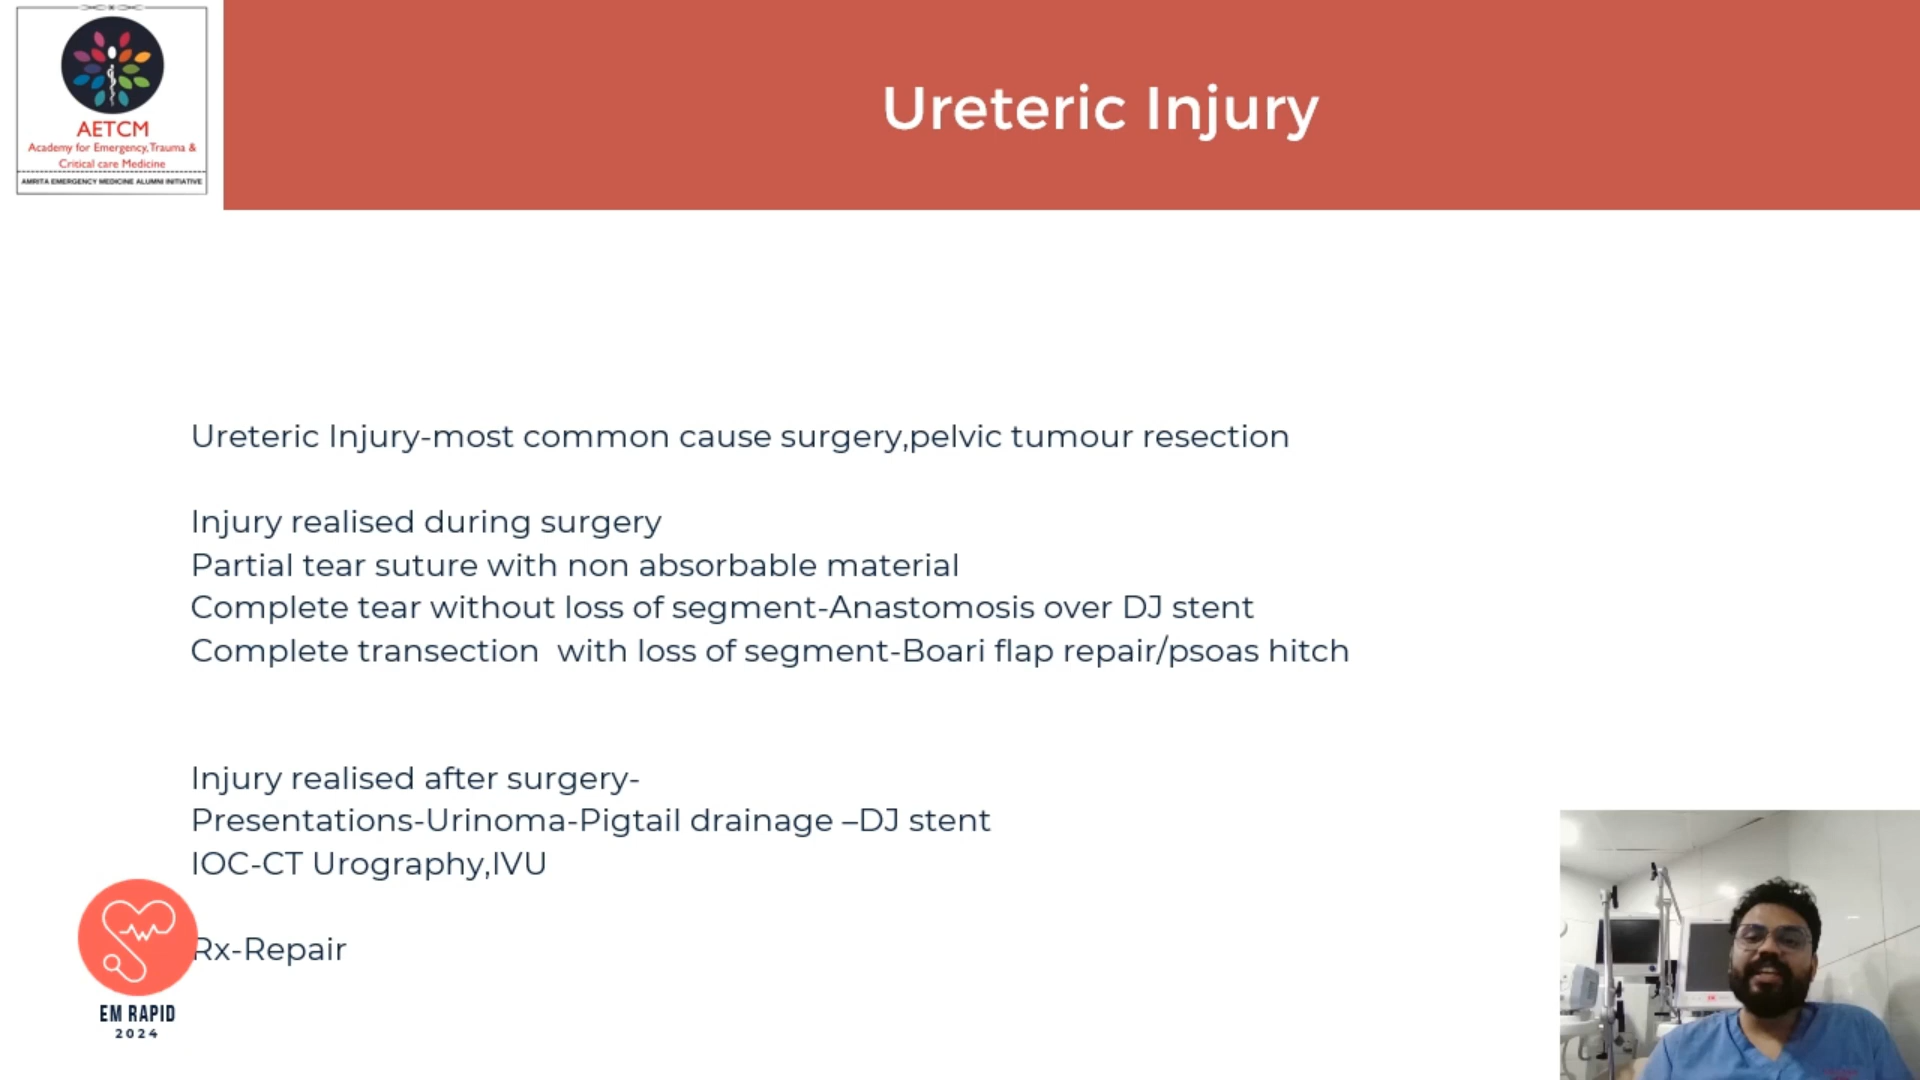 AETCM
Academy for Emergency,Trauma &
Critical care Medicine
AMRITA EMERGENCY MEDICINE ALUMNI INITIATIVE
Ureteric Injury
Ureteric Injury-most common cause surgery,pelvic tumour resection
Injury realised during surgery
Partial tear suture with non absorbable material
Complete tear without loss of segment-Anastomosis over DJ stent
Complete transection  with loss of segment-Boari flap repair/psoas hitch
Injury realised after surgery-
Presentations-Urinoma-Pigtail drainage –DJ stent
IOC-CT Urography,IVU
Rx-Repair
EM RAPID
2024